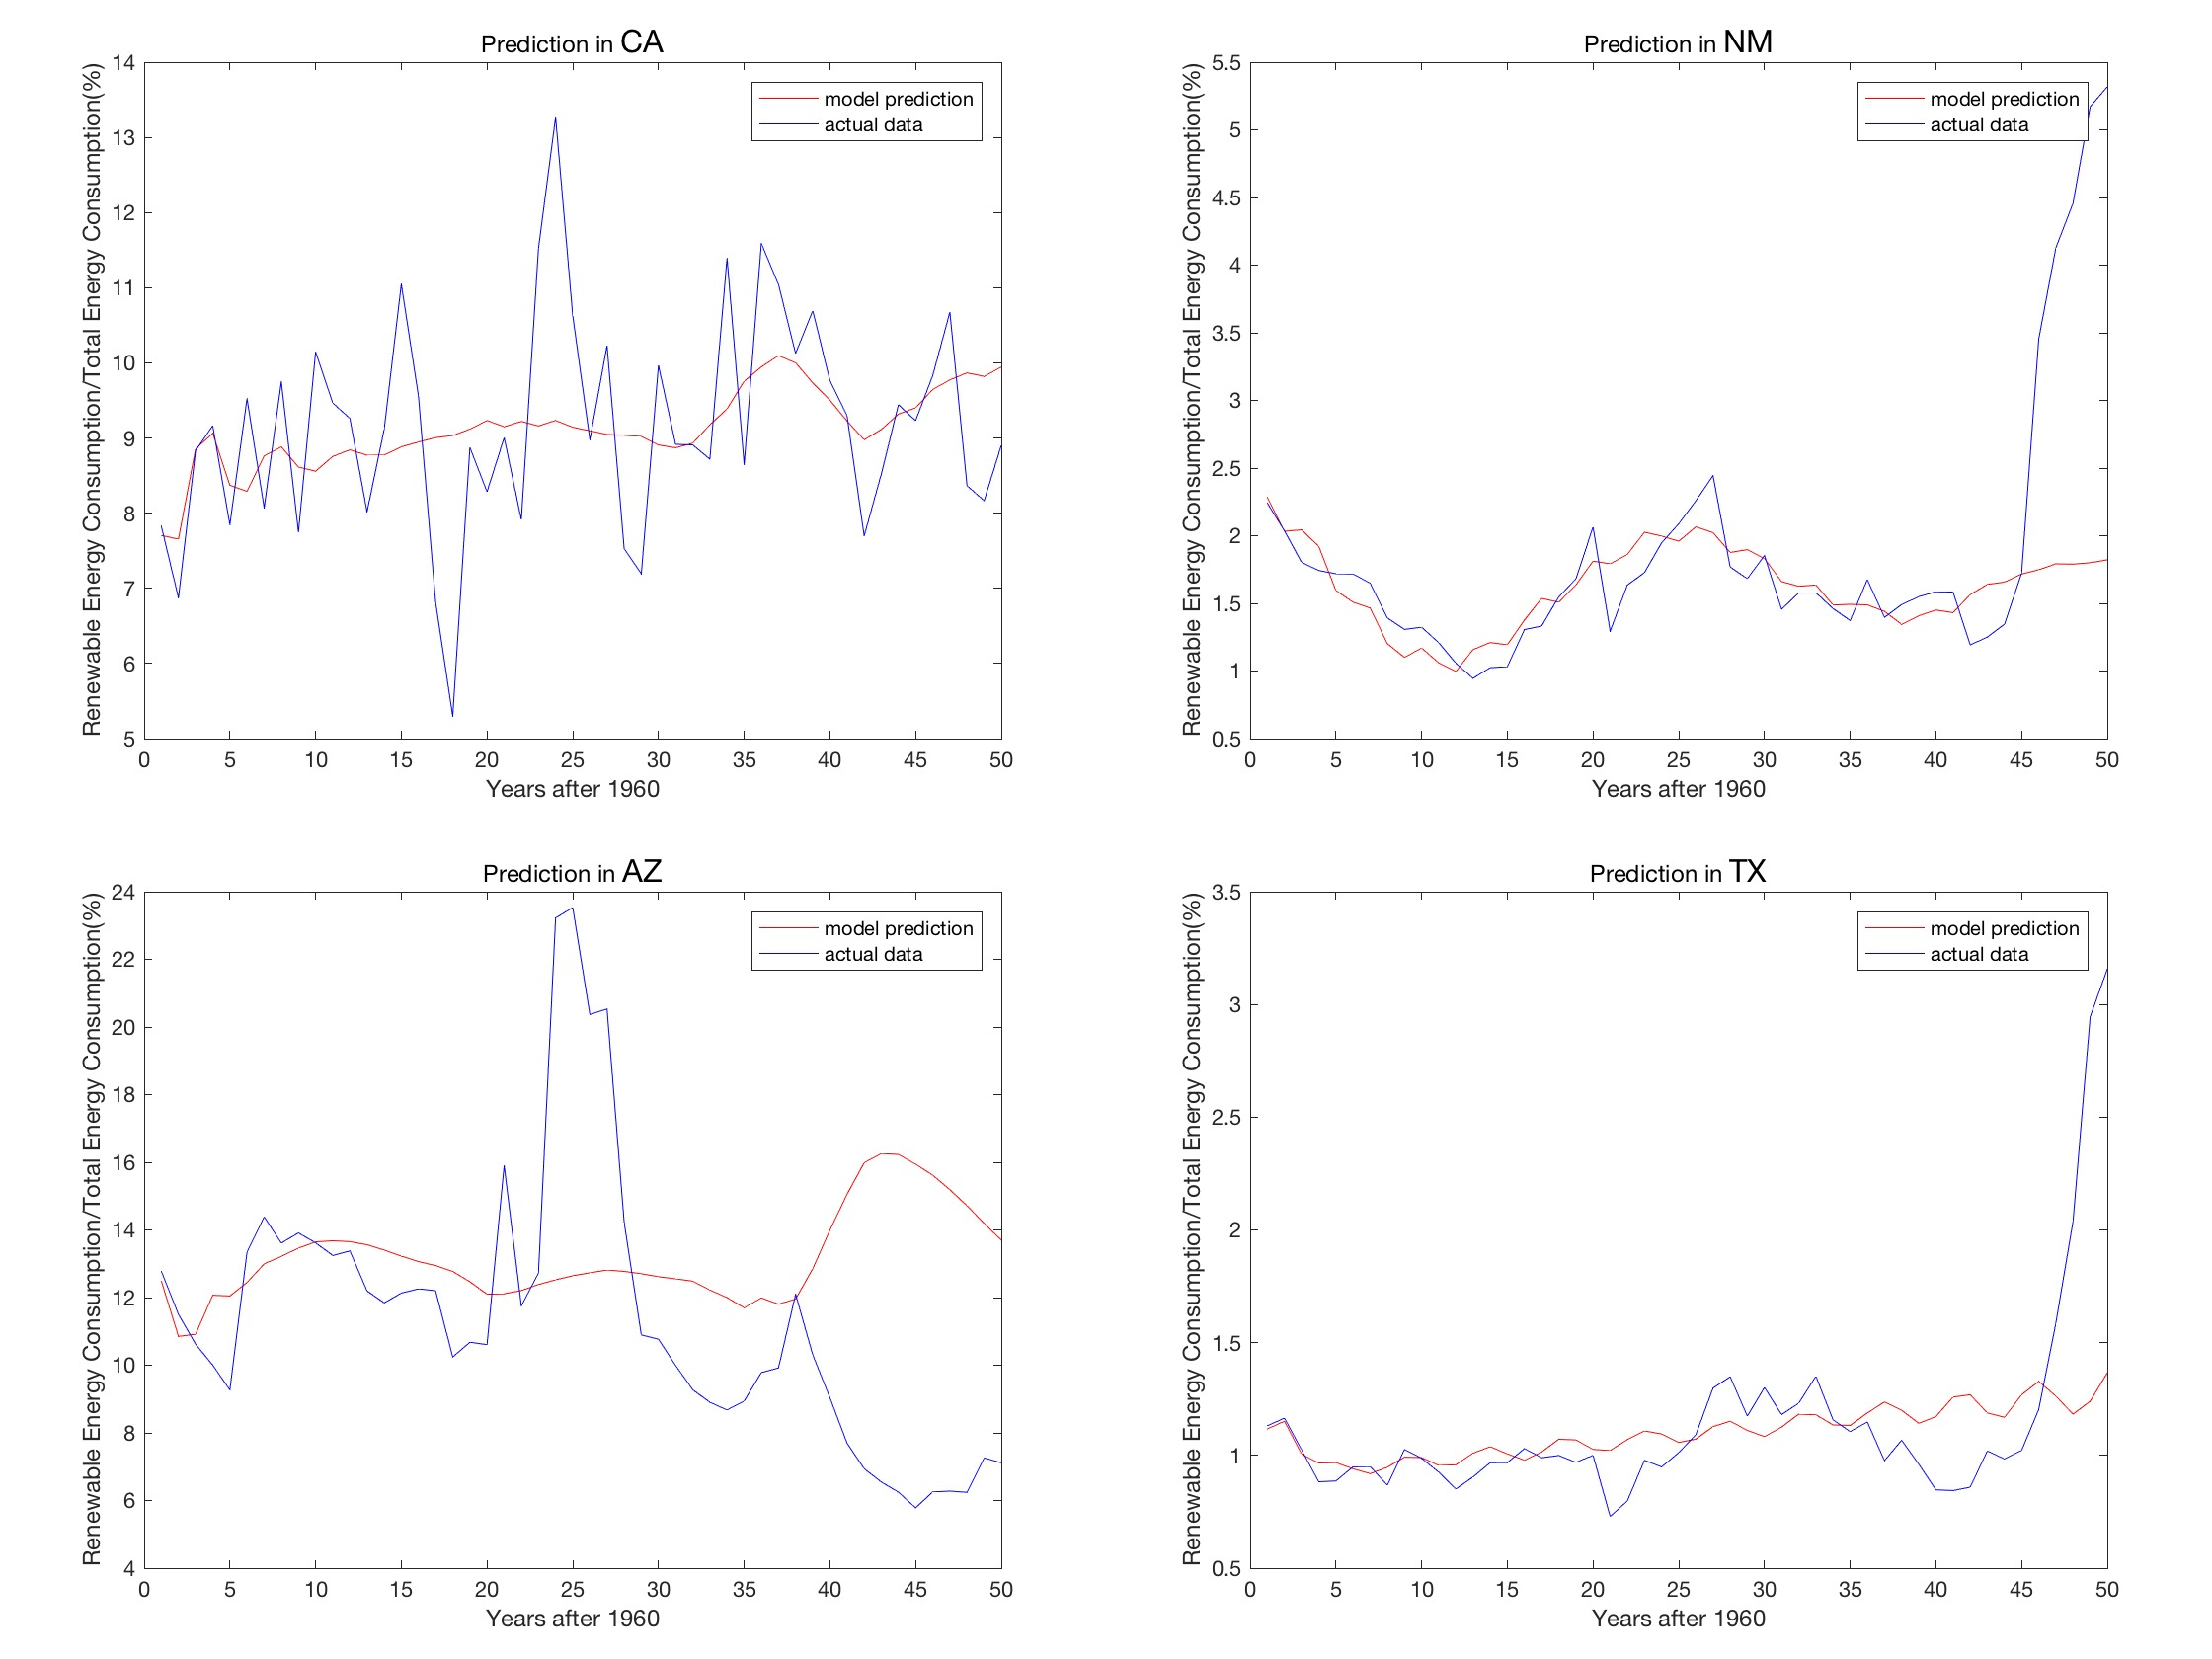 Prediction in CA
Renewable Energy Consumption/Total Energy Consumption(%)
14
13
12
11
10
9
8
7
6
5
model prediction
actual data
0 5 10 15 20 25 30 35 40 45 50
Years after 1960
Prediction in NM
Renewable Energy Consumption/Total Energy Consumption(%)
5.5
5
4.5
4
3.5
3
2.5
2
1.5
1
0.5
model prediction
actual data
0 5 10 15 20 25 30 35 40 45 50
Years after 1960
Prediction in AZ
Renewable Energy Consumption/Total Energy Consumption(%)
24
22
20
18
16
14
12
10
8
6
4
model prediction
actual data
0 5 10 15 20 25 30 35 40 45 50
Years after 1960
Prediction in TX
Renewable Energy Consumption/Total Energy Consumption(%)
3.5
3
2.5
2
1.5
1
0.5
model prediction
actual data
0 5 10 15 20 25 30 35 40 45 50
Years after 1960